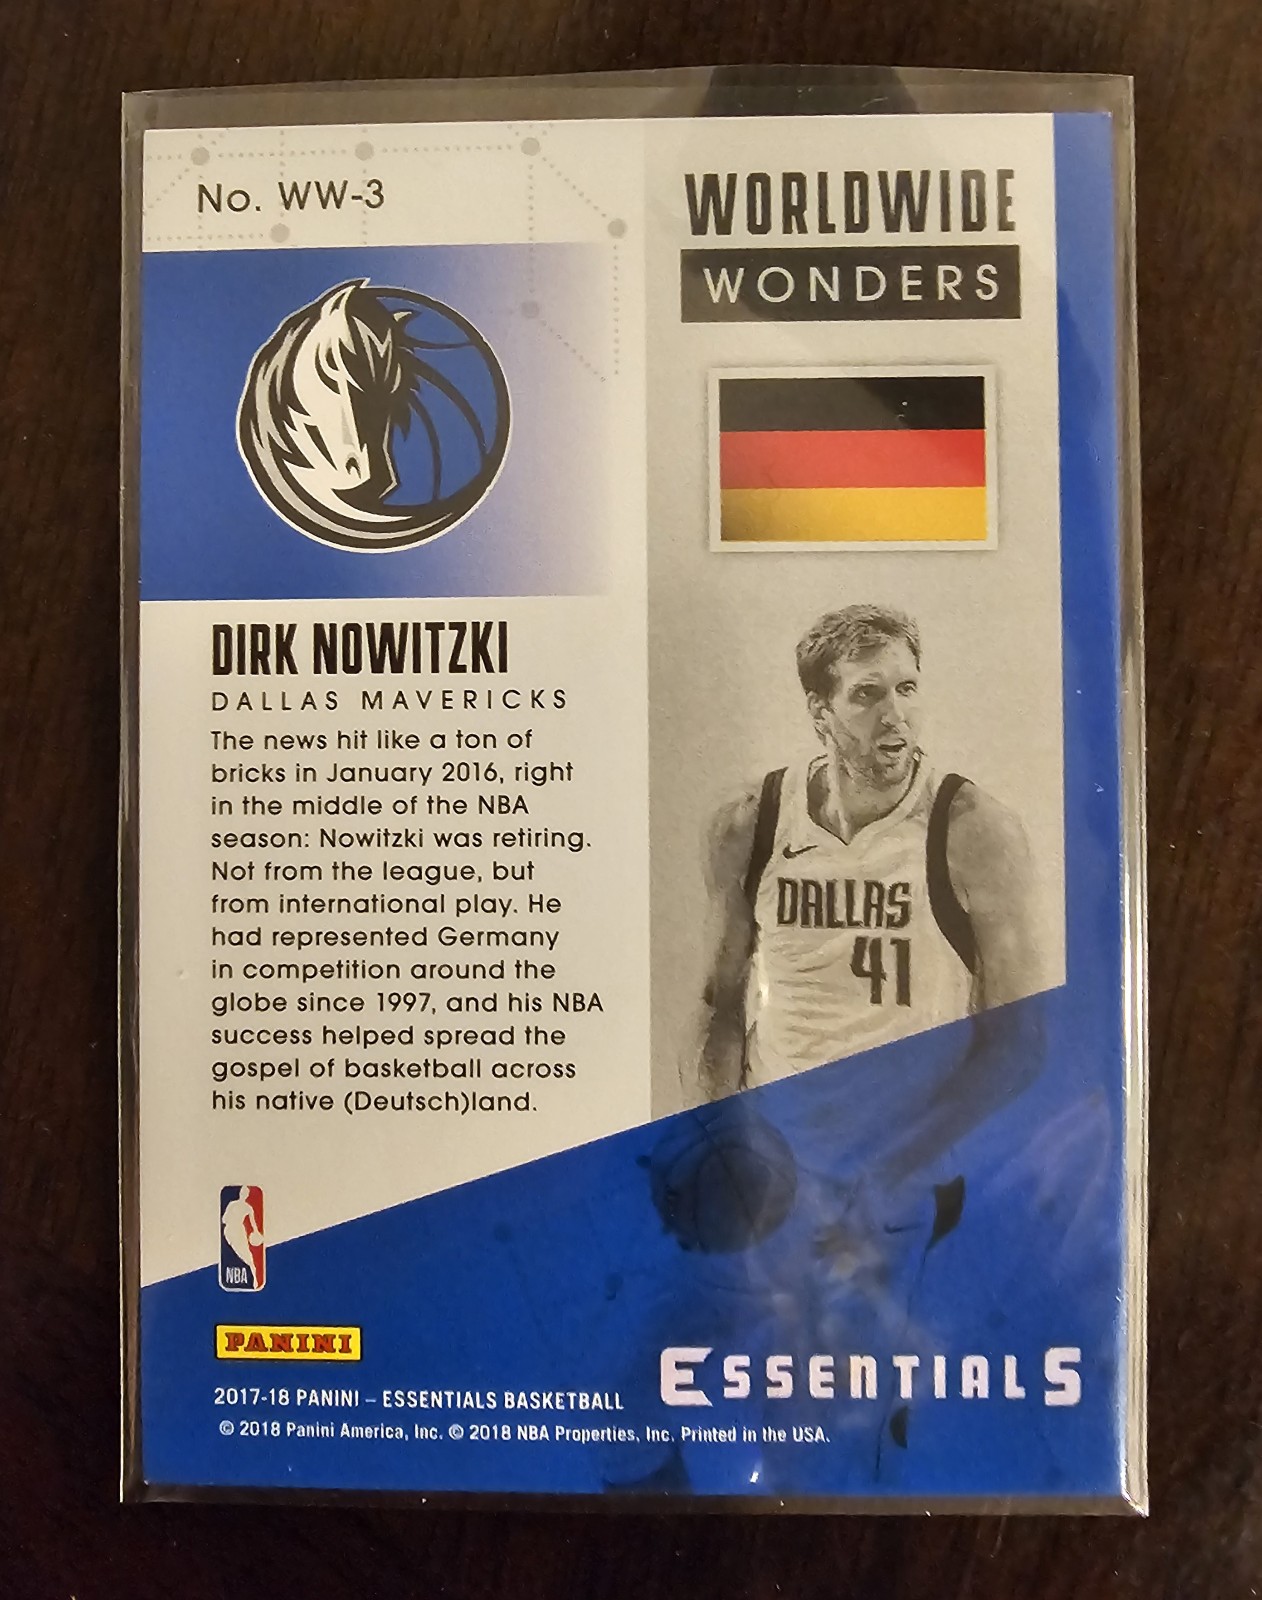 No. WW-3
WORLDWIDE
WONDERS
DIRK NOWITZKI
DALLAS MAVERICKS
The news hit like a ton of
bricks in January 2016, right
in the middle of the NBA
season: Nowitzki was retiring.
Not from the league, but
from international play. He
had represented Germany
in competition around the
globe since 1997, and his NBA
success helped spread the
gospel of basketball across
his native (Deutsch)land.
DALLAS
41
NBA
PANINI
ESSENTIALS
2017-18 PANINI – ESSENTIALS BASKETBALL
© 2018 Panini America, Inc. © 2018 NBA Properties, Inc. Printed in the USA.